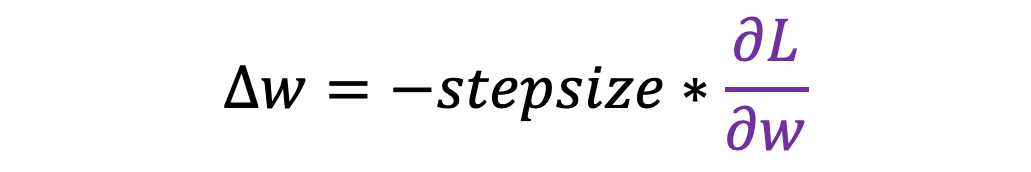 Δw = −stepsize * ∂L/∂w